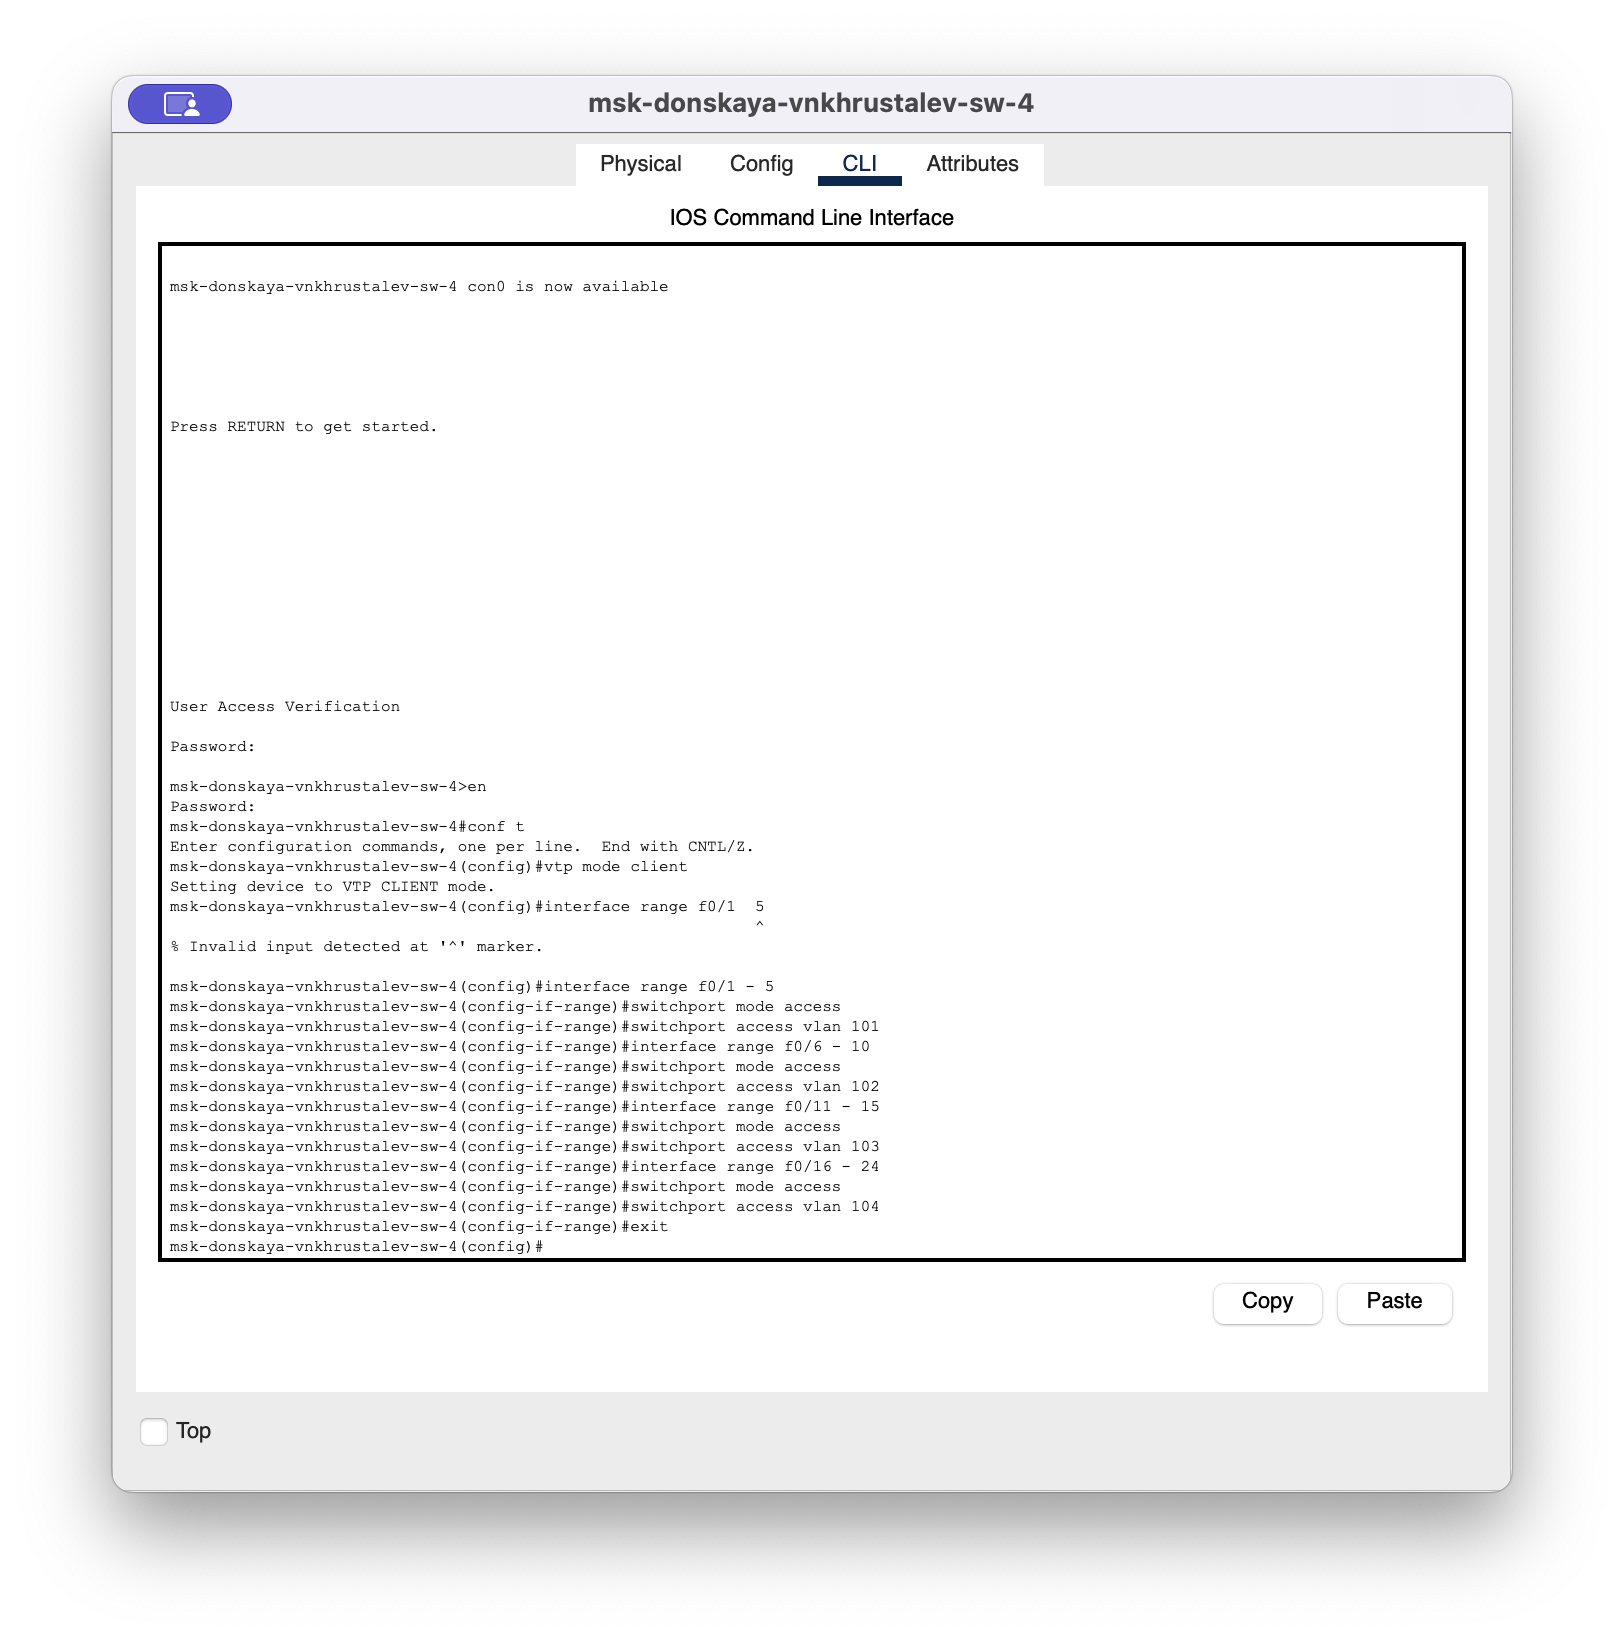 msk-donskaya-vnkhrustalev-sw-4
Physical Config CLI Attributes
IOS Command Line Interface
msk-donskaya-vnkhrustalev-sw-4 con0 is now available
Press RETURN to get started.
User Access Verification
Password:
msk-donskaya-vnkhrustalev-sw-4>en
Password:
msk-donskaya-vnkhrustalev-sw-4#conf t
Enter configuration commands, one per line.  End with CNTL/Z.
msk-donskaya-vnkhrustalev-sw-4(config)#vtp mode client
Setting device to VTP CLIENT mode.
msk-donskaya-vnkhrustalev-sw-4(config)#interface range f0/1  5
^
% Invalid input detected at '^' marker.
msk-donskaya-vnkhrustalev-sw-4(config)#interface range f0/1 - 5
msk-donskaya-vnkhrustalev-sw-4(config-if-range)#switchport mode access
msk-donskaya-vnkhrustalev-sw-4(config-if-range)#switchport access vlan 101
msk-donskaya-vnkhrustalev-sw-4(config-if-range)#interface range f0/6 - 10
msk-donskaya-vnkhrustalev-sw-4(config-if-range)#switchport mode access
msk-donskaya-vnkhrustalev-sw-4(config-if-range)#switchport access vlan 102
msk-donskaya-vnkhrustalev-sw-4(config-if-range)#interface range f0/11 - 15
msk-donskaya-vnkhrustalev-sw-4(config-if-range)#switchport mode access
msk-donskaya-vnkhrustalev-sw-4(config-if-range)#switchport access vlan 103
msk-donskaya-vnkhrustalev-sw-4(config-if-range)#interface range f0/16 - 24
msk-donskaya-vnkhrustalev-sw-4(config-if-range)#switchport mode access
msk-donskaya-vnkhrustalev-sw-4(config-if-range)#switchport access vlan 104
msk-donskaya-vnkhrustalev-sw-4(config-if-range)#exit
msk-donskaya-vnkhrustalev-sw-4(config)#
Copy Paste
Top